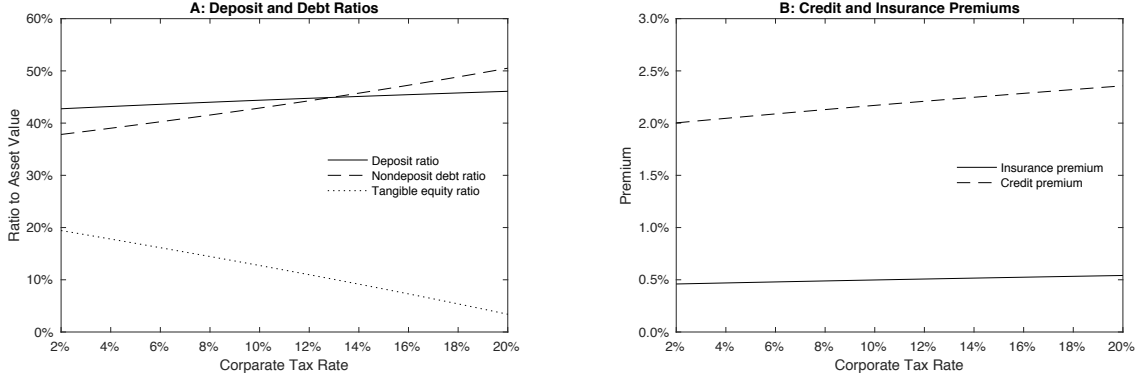 A: Deposit and Debt Ratios
60%
50%
40%
30%
20%
10%
0%
Ratio to Asset Value
Deposit ratio
Nondeposit debt ratio
Tangible equity ratio
2% 4% 6% 8% 10% 12% 14% 16% 18% 20%
Corparate Tax Rate
B: Credit and Insurance Premiums
3.0%
2.5%
2.0%
1.5%
1.0%
0.5%
0.0%
Premium
Insurance premium
Credit premium
2% 4% 6% 8% 10% 12% 14% 16% 18% 20%
Corporate Tax Rate